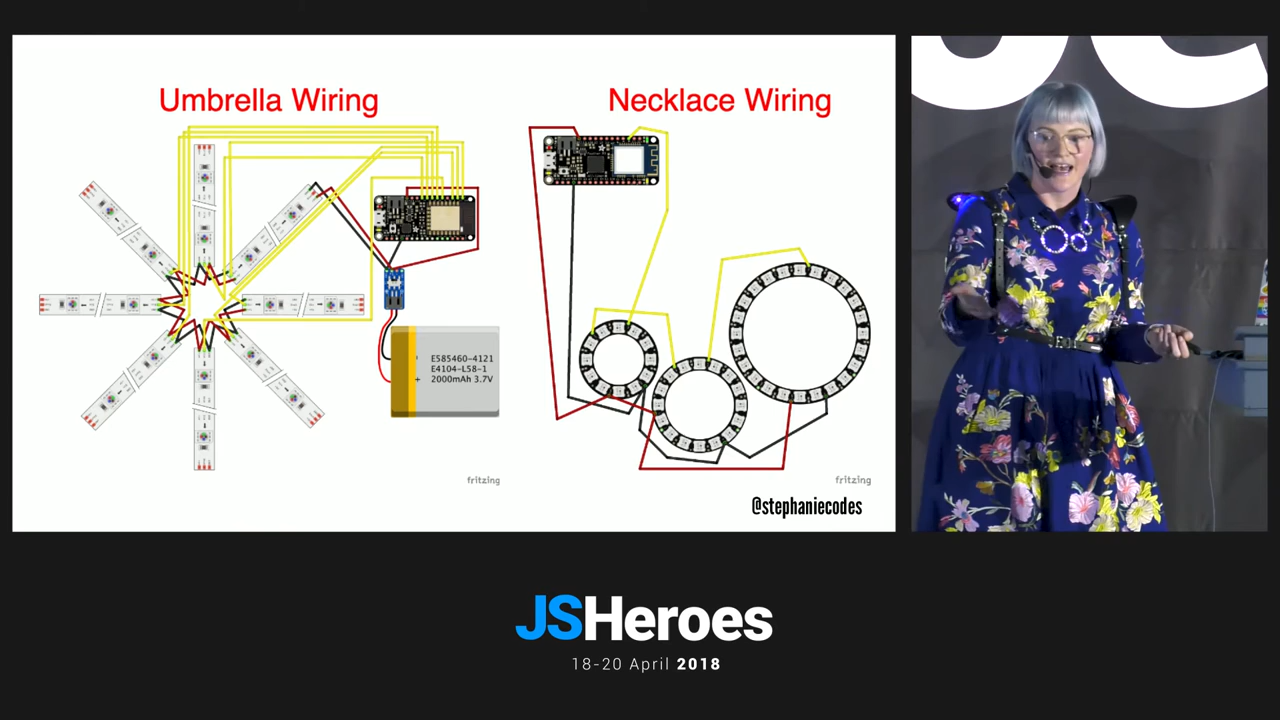 Umbrella Wiring
Necklace Wiring
E585460-4121
E4104-L58-1
+ 2000mAh 3.7V
fritzing
fritzing
@stephaniecodes
JSHeroes
18-20 April 2018